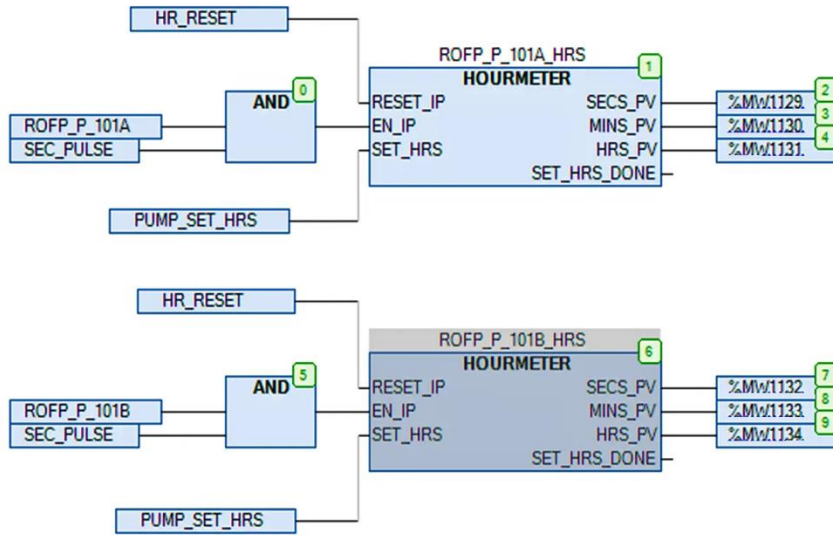 HR_RESET
ROFP_P_101A_HRS
1
HOURMETER
0
AND
RESET_IP
SECS_PV
%MW1129.
2
ROFP_P_101A
EN_IP
MINS_PV
%MW1130.
3
SEC_PULSE
SET_HRS
HRS_PV
%MW1131.
4
SET_HRS_DONE
PUMP_SET_HRS
HR_RESET
ROFP_P_101B_HRS
6
HOURMETER
5
AND
RESET_IP
SECS_PV
%MW1132.
7
ROFP_P_101B
EN_IP
MINS_PV
%MW1133.
8
SEC_PULSE
SET_HRS
HRS_PV
%MW1134.
9
SET_HRS_DONE
PUMP_SET_HRS